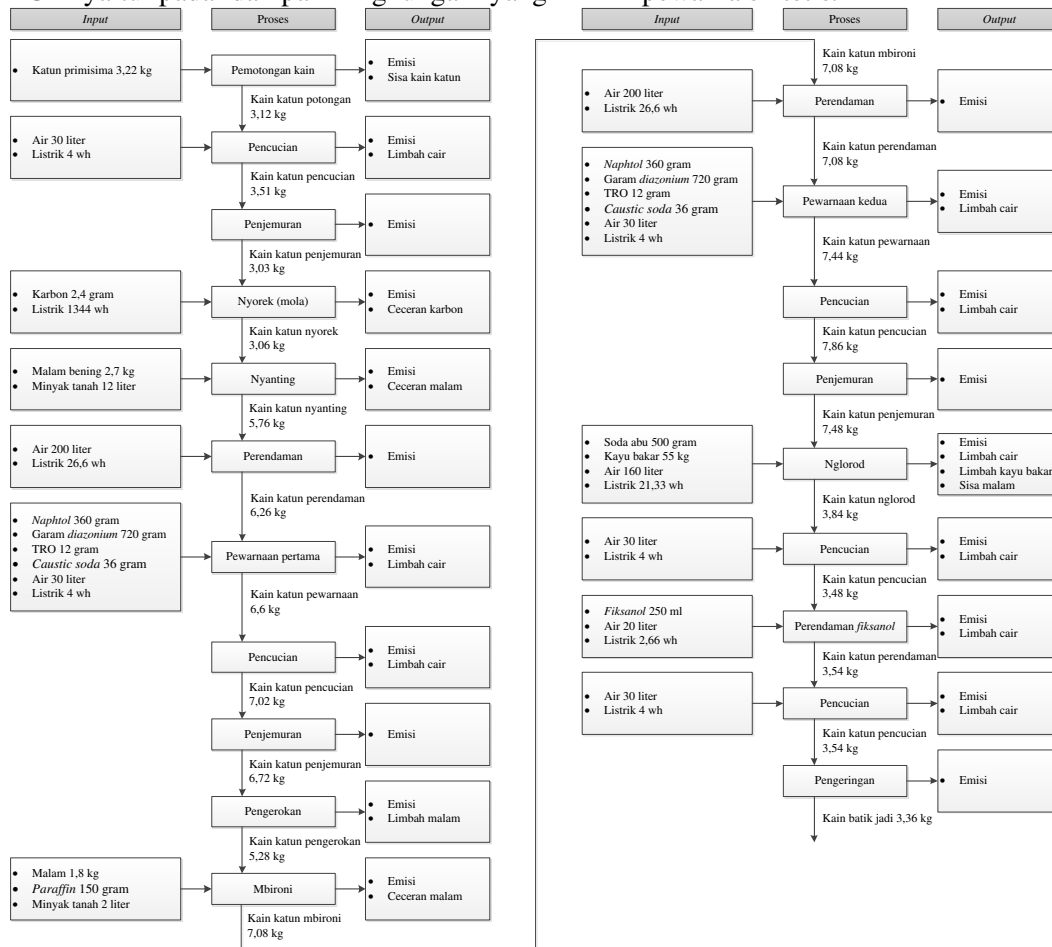 Input
Proses
Output
Katun primisima 3,22 kg
Pemotongan kain
Emisi
Sisa kain katun
Kain katun potongan
3,12 kg
Air 30 liter
Listrik 4 wh
Pencucian
Emisi
Limbah cair
Kain katun pencucian
3,51 kg
Penjemuran
Emisi
Kain katun penjemuran
3,03 kg
Karbon 2,4 gram
Listrik 1344 wh
Nyorek (mola)
Emisi
Ceceran karbon
Kain katun nyorek
3,06 kg
Malam bening 2,7 kg
Minyak tanah 12 liter
Nyanting
Emisi
Ceceran malam
Kain katun nyanting
5,76 kg
Air 200 liter
Listrik 26,6 wh
Perendaman
Emisi
Kain katun perendaman
6,26 kg
Naphtol 360 gram
Garam diazonium 720 gram
TRO 12 gram
Caustic soda 36 gram
Air 30 liter
Listrik 4 wh
Pewarnaan pertama
Emisi
Limbah cair
Kain katun pewarnaan
6,6 kg
Pencucian
Emisi
Limbah cair
Kain katun pencucian
7,02 kg
Penjemuran
Emisi
Kain katun penjemuran
6,72 kg
Pengerokan
Emisi
Limbah malam
Kain katun pengerokan
5,28 kg
Malam 1,8 kg
Paraffin 150 gram
Minyak tanah 2 liter
Mbironi
Emisi
Ceceran malam
Kain katun mbironi
7,08 kg
Input
Proses
Output
Kain katun mbironi
7,08 kg
Air 200 liter
Listrik 26,6 wh
Perendaman
Emisi
Kain katun perendaman
7,08 kg
Naphtol 360 gram
Garam diazonium 720 gram
TRO 12 gram
Caustic soda 36 gram
Air 30 liter
Listrik 4 wh
Pewarnaan kedua
Emisi
Limbah cair
Kain katun pewarnaan
7,44 kg
Pencucian
Emisi
Limbah cair
Kain katun pencucian
7,86 kg
Penjemuran
Emisi
Kain katun penjemuran
7,48 kg
Soda abu 500 gram
Kayu bakar 55 kg
Air 160 liter
Listrik 21,33 wh
Nglorod
Emisi
Limbah cair
Limbah kayu bakar
Sisa malam
Kain katun nglorod
3,84 kg
Air 30 liter
Listrik 4 wh
Pencucian
Emisi
Limbah cair
Kain katun pencucian
3,48 kg
Fiksanol 250 ml
Air 20 liter
Listrik 2,66 wh
Perendaman fiksanol
Emisi
Limbah cair
Kain katun perendaman
3,54 kg
Air 30 liter
Listrik 4 wh
Pencucian
Emisi
Limbah cair
Kain katun pencucian
3,54 kg
Pengeringan
Emisi
Kain batik jadi 3,36 kg